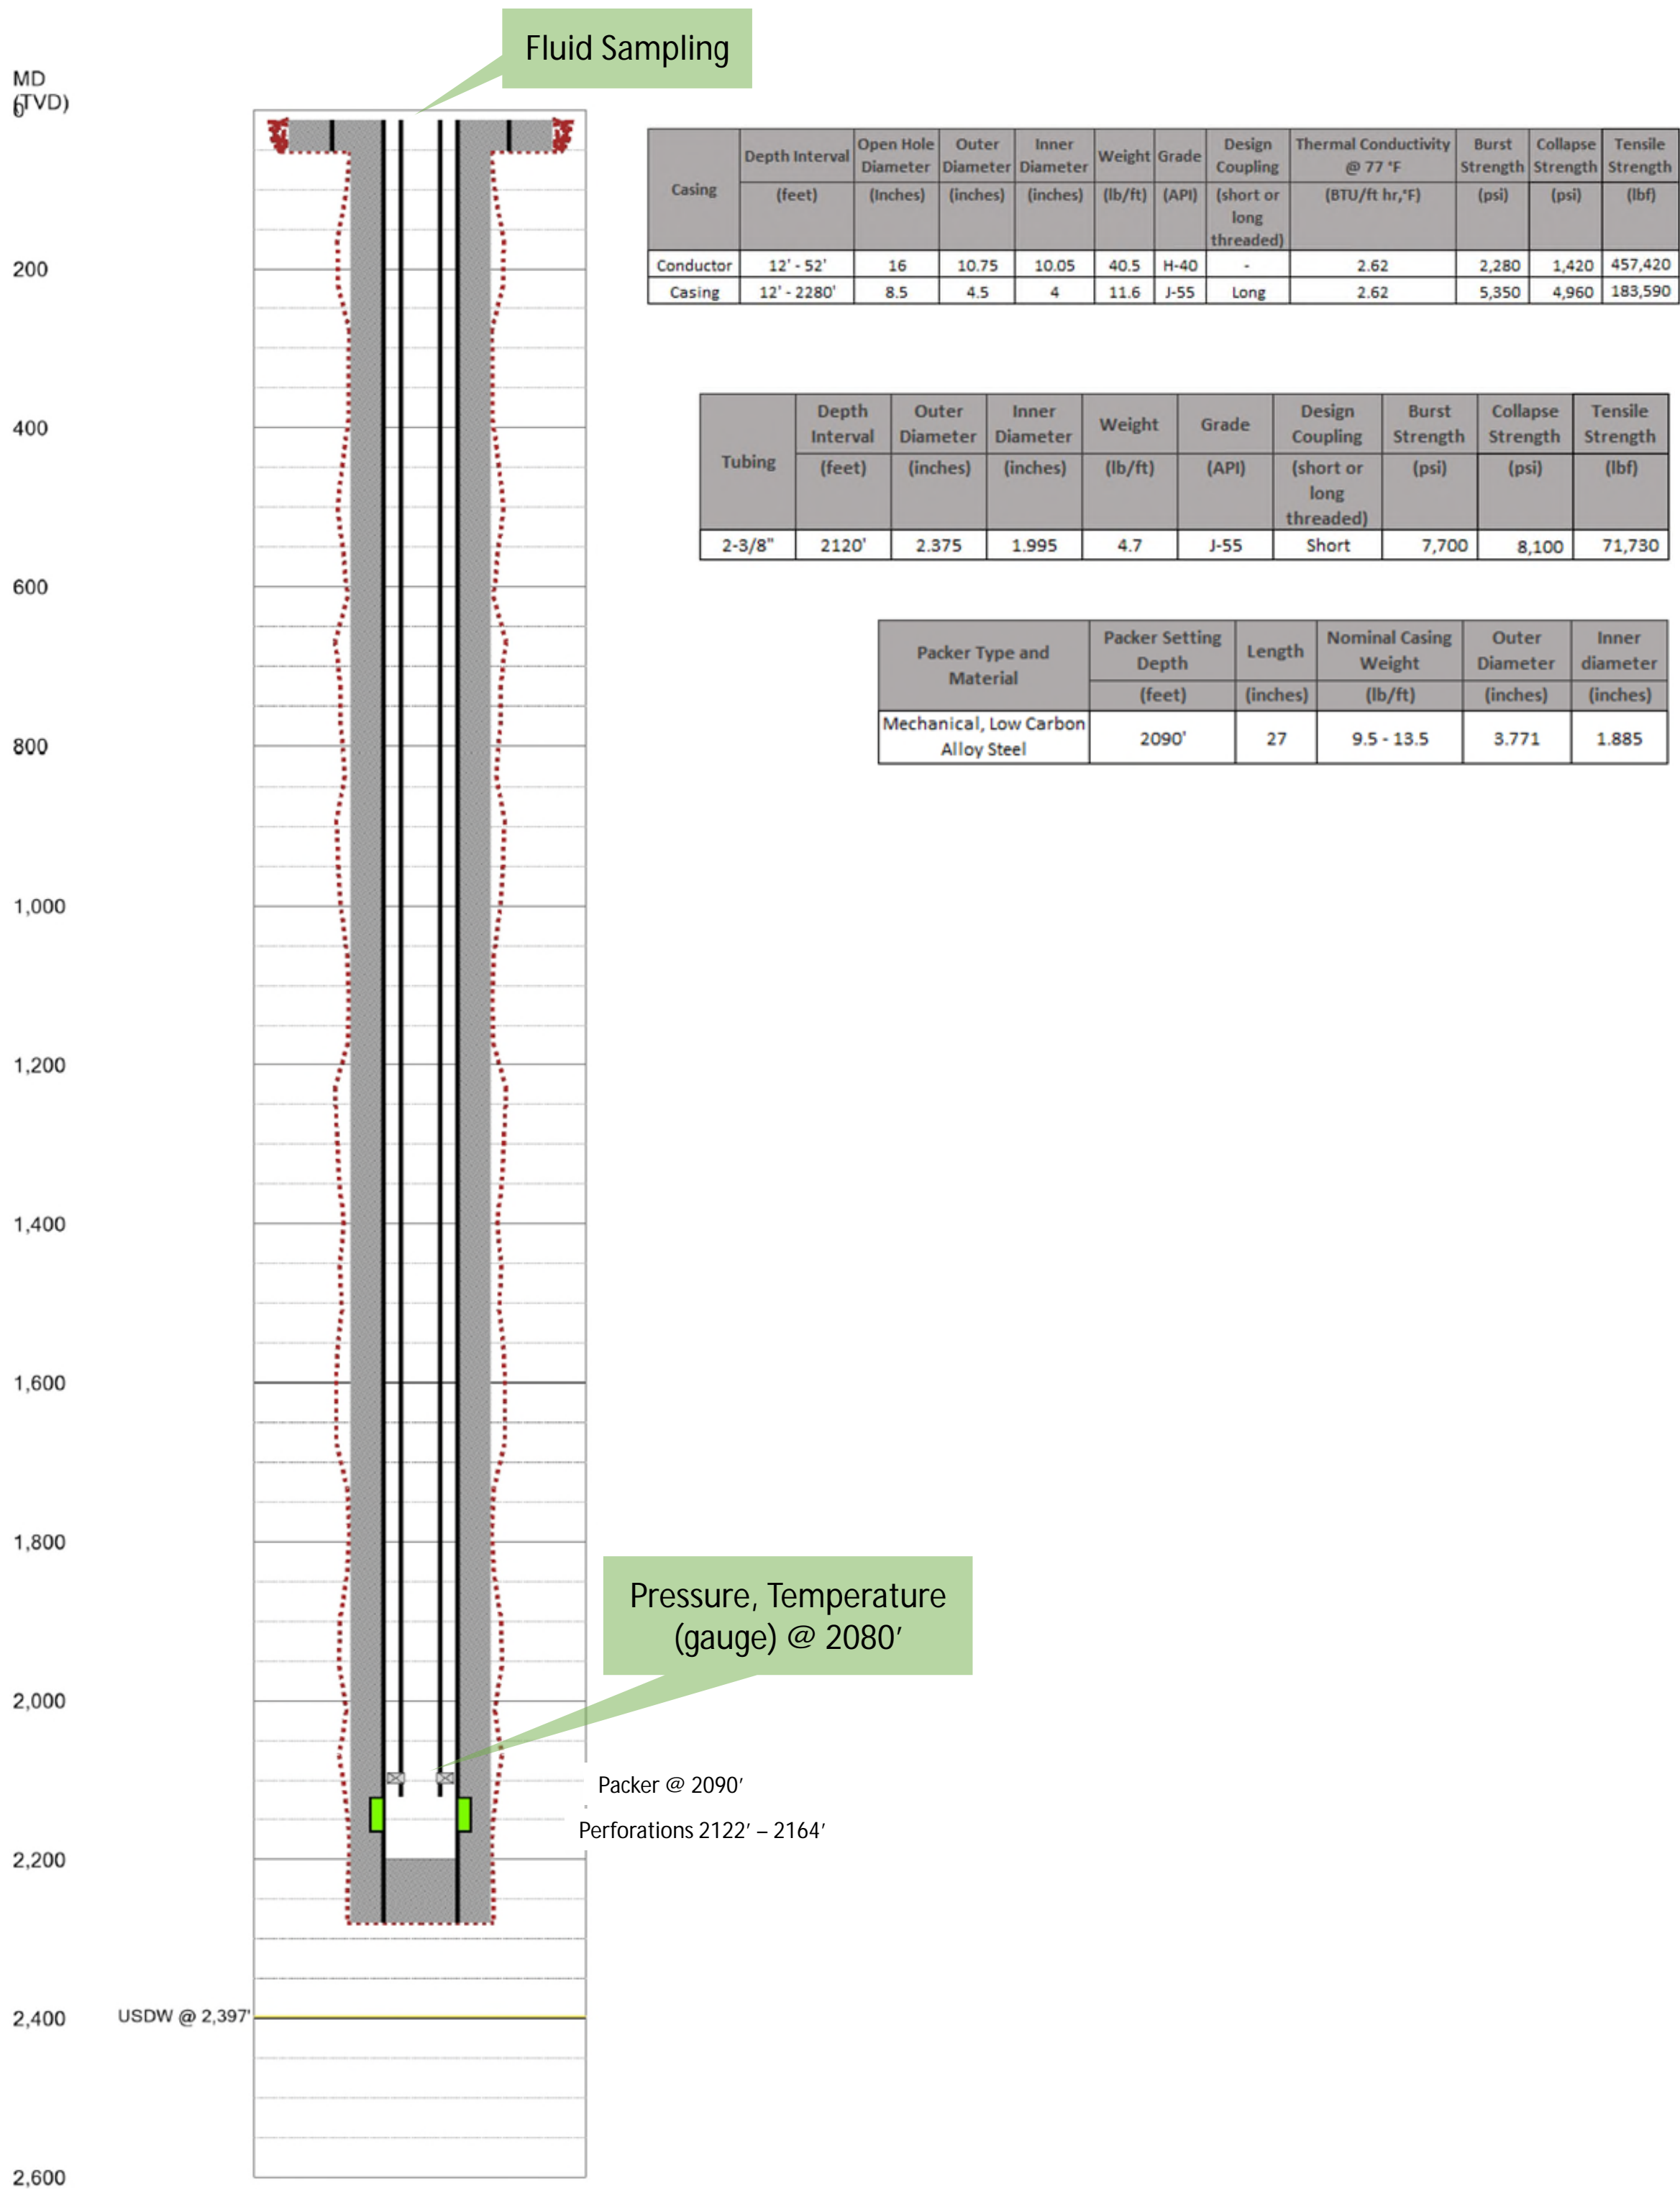 Fluid Sampling
MD
(TVD)
0
200
400
600
800
1,000
1,200
1,400
1,600
1,800
2,000
2,200
2,400
2,600
USDW @ 2,397'
Casing
Depth Interval
Open Hole Diameter
Outer Diameter
Inner Diameter
Weight
Grade
Design Coupling
Thermal Conductivity @ 77 °F
Burst Strength
Collapse Strength
Tensile Strength
(feet) (Inches) (inches) (inches) (lb/ft) (API) (short or long threaded) (BTU/ft hr,°F) (psi) (psi) (lbf)
Conductor 12' - 52' 16 10.75 10.05 40.5 H-40 - 2.62 2,280 1,420 457,420
Casing 12' - 2280' 8.5 4.5 4 11.6 J-55 Long 2.62 5,350 4,960 183,590
Tubing
Depth Interval
Outer Diameter
Inner Diameter
Weight
Grade
Design Coupling
Burst Strength
Collapse Strength
Tensile Strength
(feet) (inches) (inches) (lb/ft) (API) (short or long threaded) (psi) (psi) (lbf)
2-3/8" 2120' 2.375 1.995 4.7 J-55 Short 7,700 8,100 71,730
Packer Type and Material
Packer Setting Depth
Length
Nominal Casing Weight
Outer Diameter
Inner diameter
(feet) (inches) (lb/ft) (inches) (inches)
Mechanical, Low Carbon Alloy Steel 2090' 27 9.5 - 13.5 3.771 1.885
Pressure, Temperature
(gauge) @ 2080′
Packer @ 2090′
Perforations 2122′ – 2164′